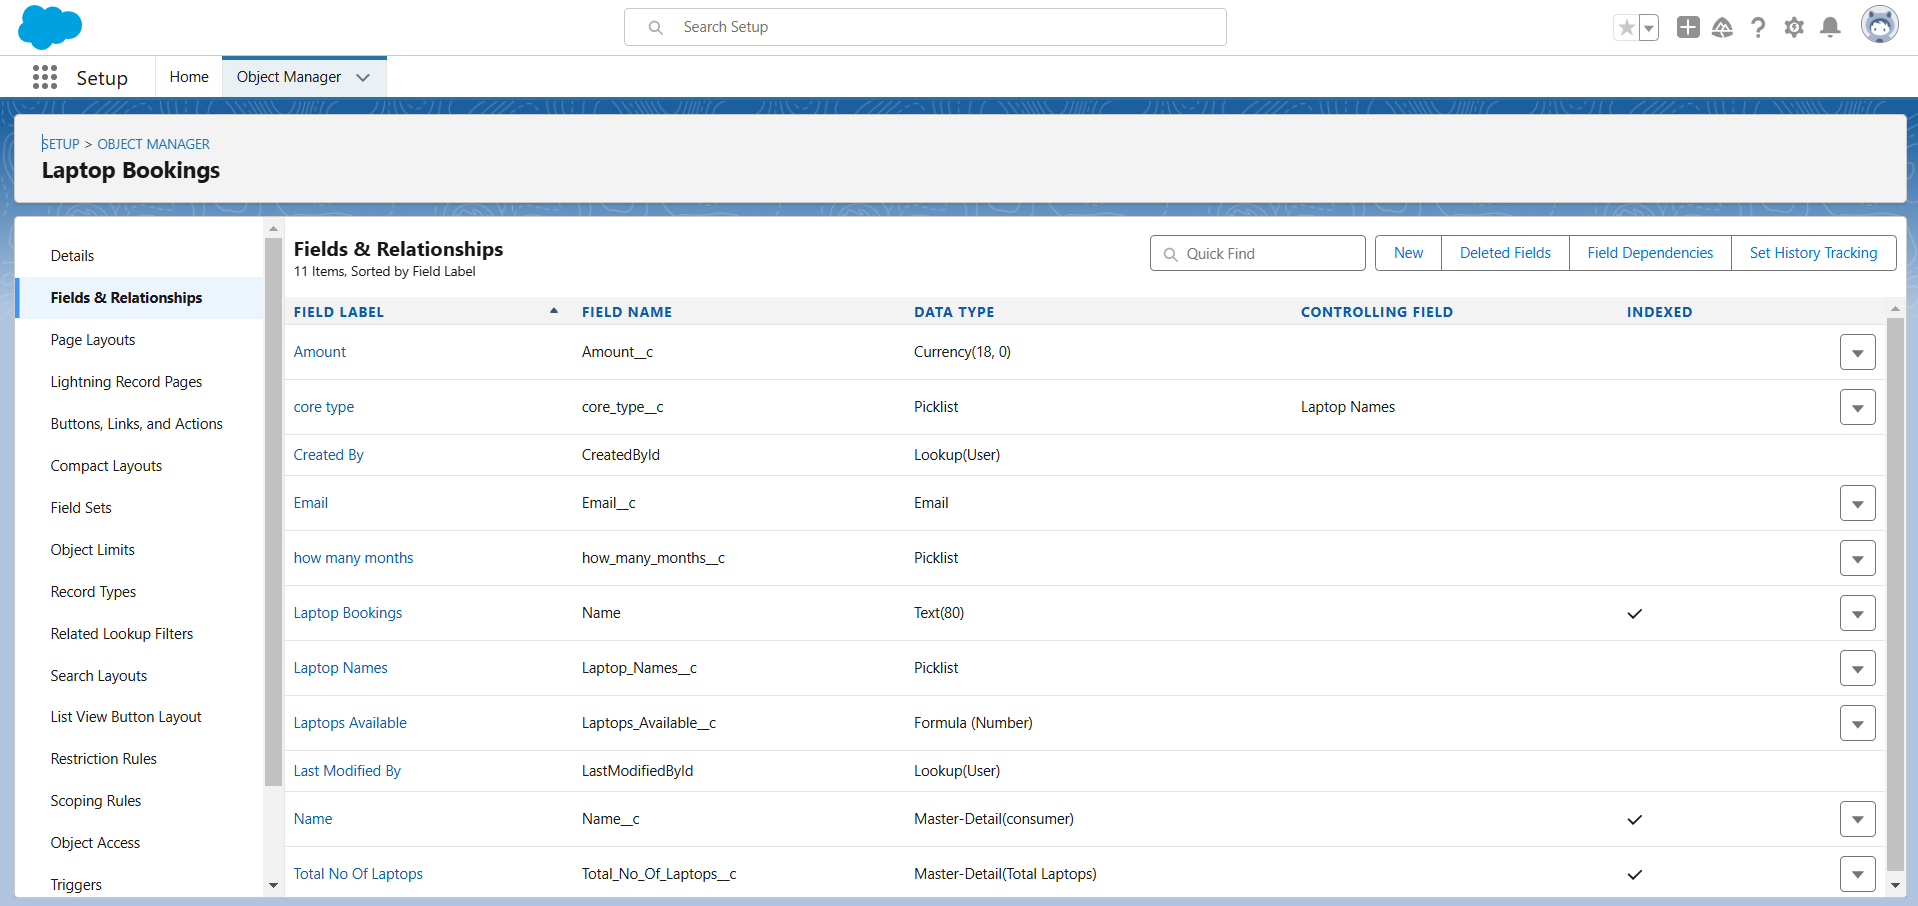 Search Setup
Setup
Home
Object Manager
SETUP > OBJECT MANAGER
Laptop Bookings
Details
Fields & Relationships
Page Layouts
Lightning Record Pages
Buttons, Links, and Actions
Compact Layouts
Field Sets
Object Limits
Record Types
Related Lookup Filters
Search Layouts
List View Button Layout
Restriction Rules
Scoping Rules
Object Access
Triggers
Fields & Relationships
11 Items, Sorted by Field Label
Quick Find
New
Deleted Fields
Field Dependencies
Set History Tracking
FIELD LABEL FIELD NAME DATA TYPE CONTROLLING FIELD INDEXED
Amount Amount__c Currency(18, 0)
core type core_type__c Picklist Laptop Names
Created By CreatedById Lookup(User)
Email Email__c Email
how many months how_many_months__c Picklist
Laptop Bookings Name Text(80)
Laptop Names Laptop_Names__c Picklist
Laptops Available Laptops_Available__c Formula (Number)
Last Modified By LastModifiedById Lookup(User)
Name Name__c Master-Detail(consumer)
Total No Of Laptops Total_No_Of_Laptops__c Master-Detail(Total Laptops)